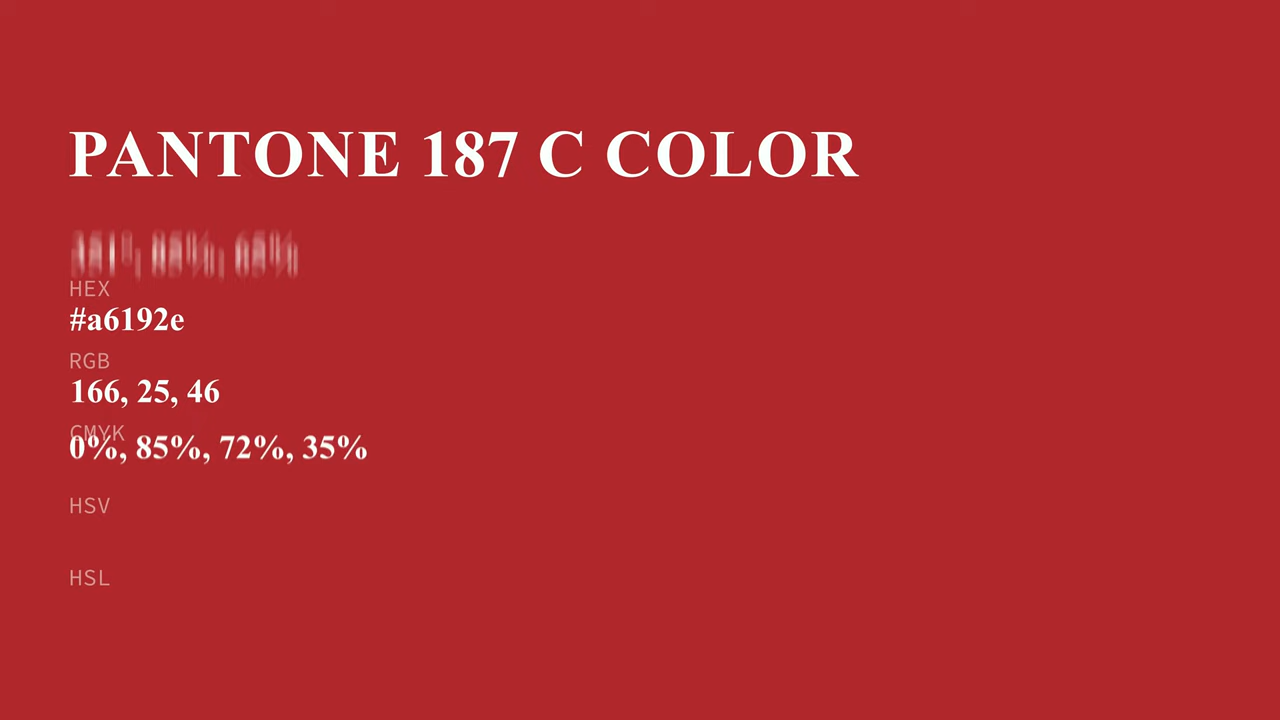 PANTONE 187 C COLOR
HEX
#a6192e
RGB
166, 25, 46
CMYK
0%, 85%, 72%, 35%
HSV
HSL